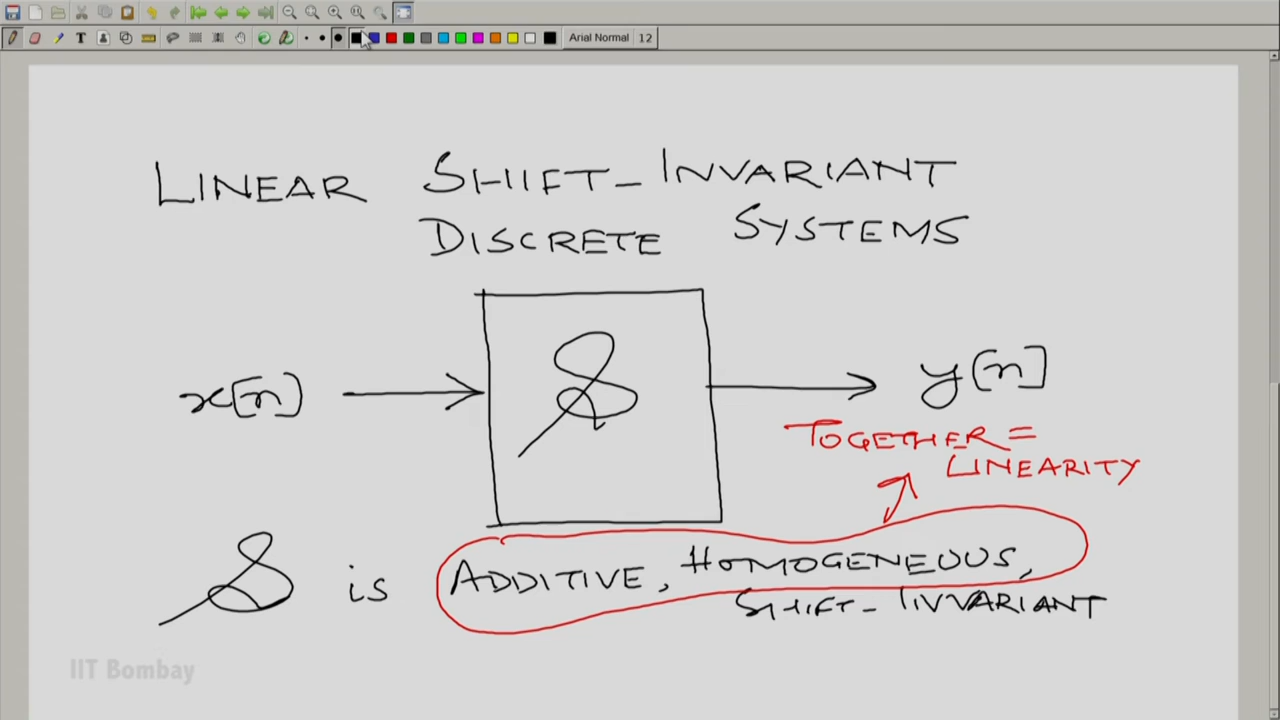 Arial Normal 12
LINEAR SHIFT-INVARIANT
DISCRETE SYSTEMS
S
x[n]
y[n]
TOGETHER =
LINEARITY
S is ADDITIVE, HOMOGENEOUS,
SHIFT-INVARIANT
IIT Bombay